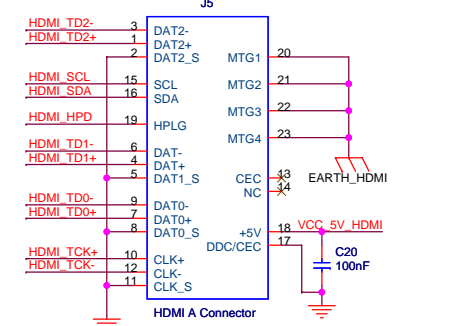 J5
HDMI_TD2- 3 DAT2-
HDMI_TD2+ 1 DAT2+
2 DAT2_S
MTG1 20
HDMI_SCL 15 SCL
MTG2 21
HDMI_SDA 16 SDA
MTG3 22
HDMI_HPD 19 HPLG
MTG4 23
HDMI_TD1- 6 DAT-
HDMI_TD1+ 4 DAT+
5 DAT1_S
CEC 13
EARTH_HDMI
NC 14
HDMI_TD0- 9 DAT0-
HDMI_TD0+ 7 DAT0+
8 DAT0_S
+5V 18 VCC_5V_HDMI
DDC/CEC 17
HDMI_TCK+ 10 CLK+
C20
HDMI_TCK- 12 CLK-
100nF
11 CLK_S
HDMI A Connector